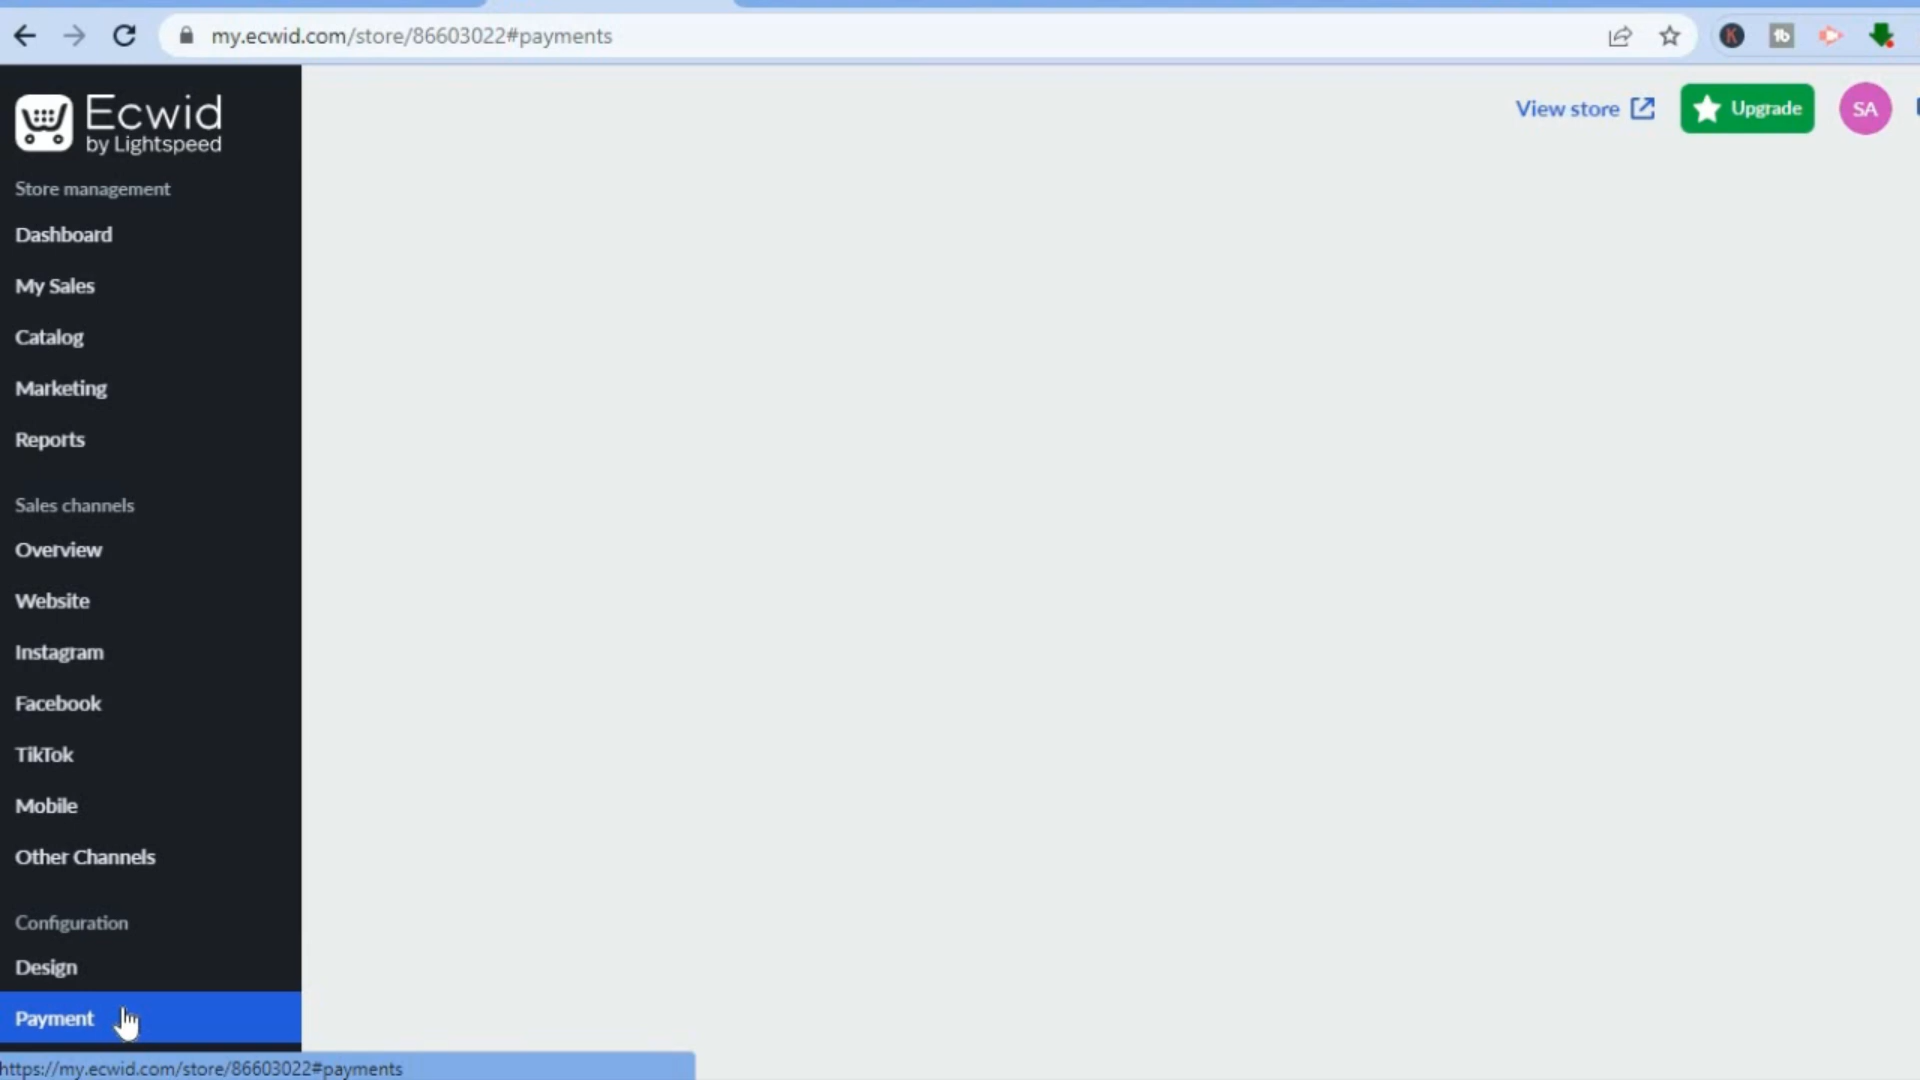 my.ecwid.com/store/86603022#payments
K
tb
Ecwid
by Lightspeed
View store
Upgrade
SA
Store management
Dashboard
My Sales
Catalog
Marketing
Reports
Sales channels
Overview
Website
Instagram
Facebook
TikTok
Mobile
Other Channels
Configuration
Design
Payment
https://my.ecwid.com/store/86603022#payments